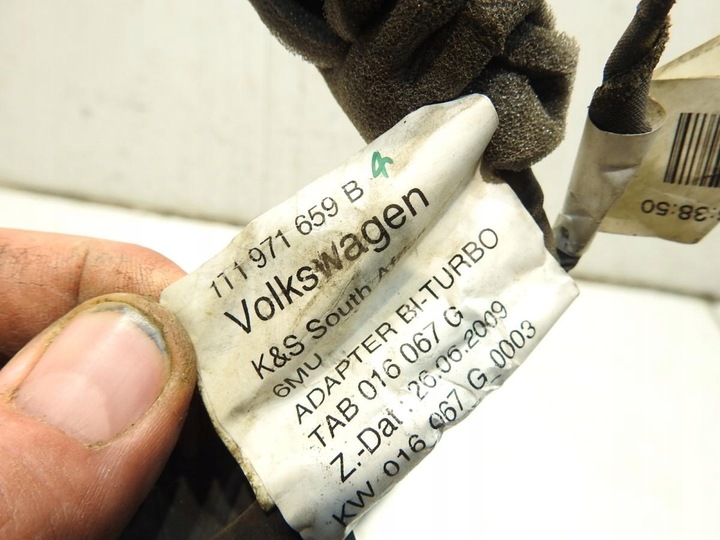 1T1 971 659 B
Volkswagen
K&S South
6MU
ADAPTER BI-TURBO
TAB 016 067 G
Z.-Dat.: 26.06.2009
KW 016 067 G_0003
:38:50